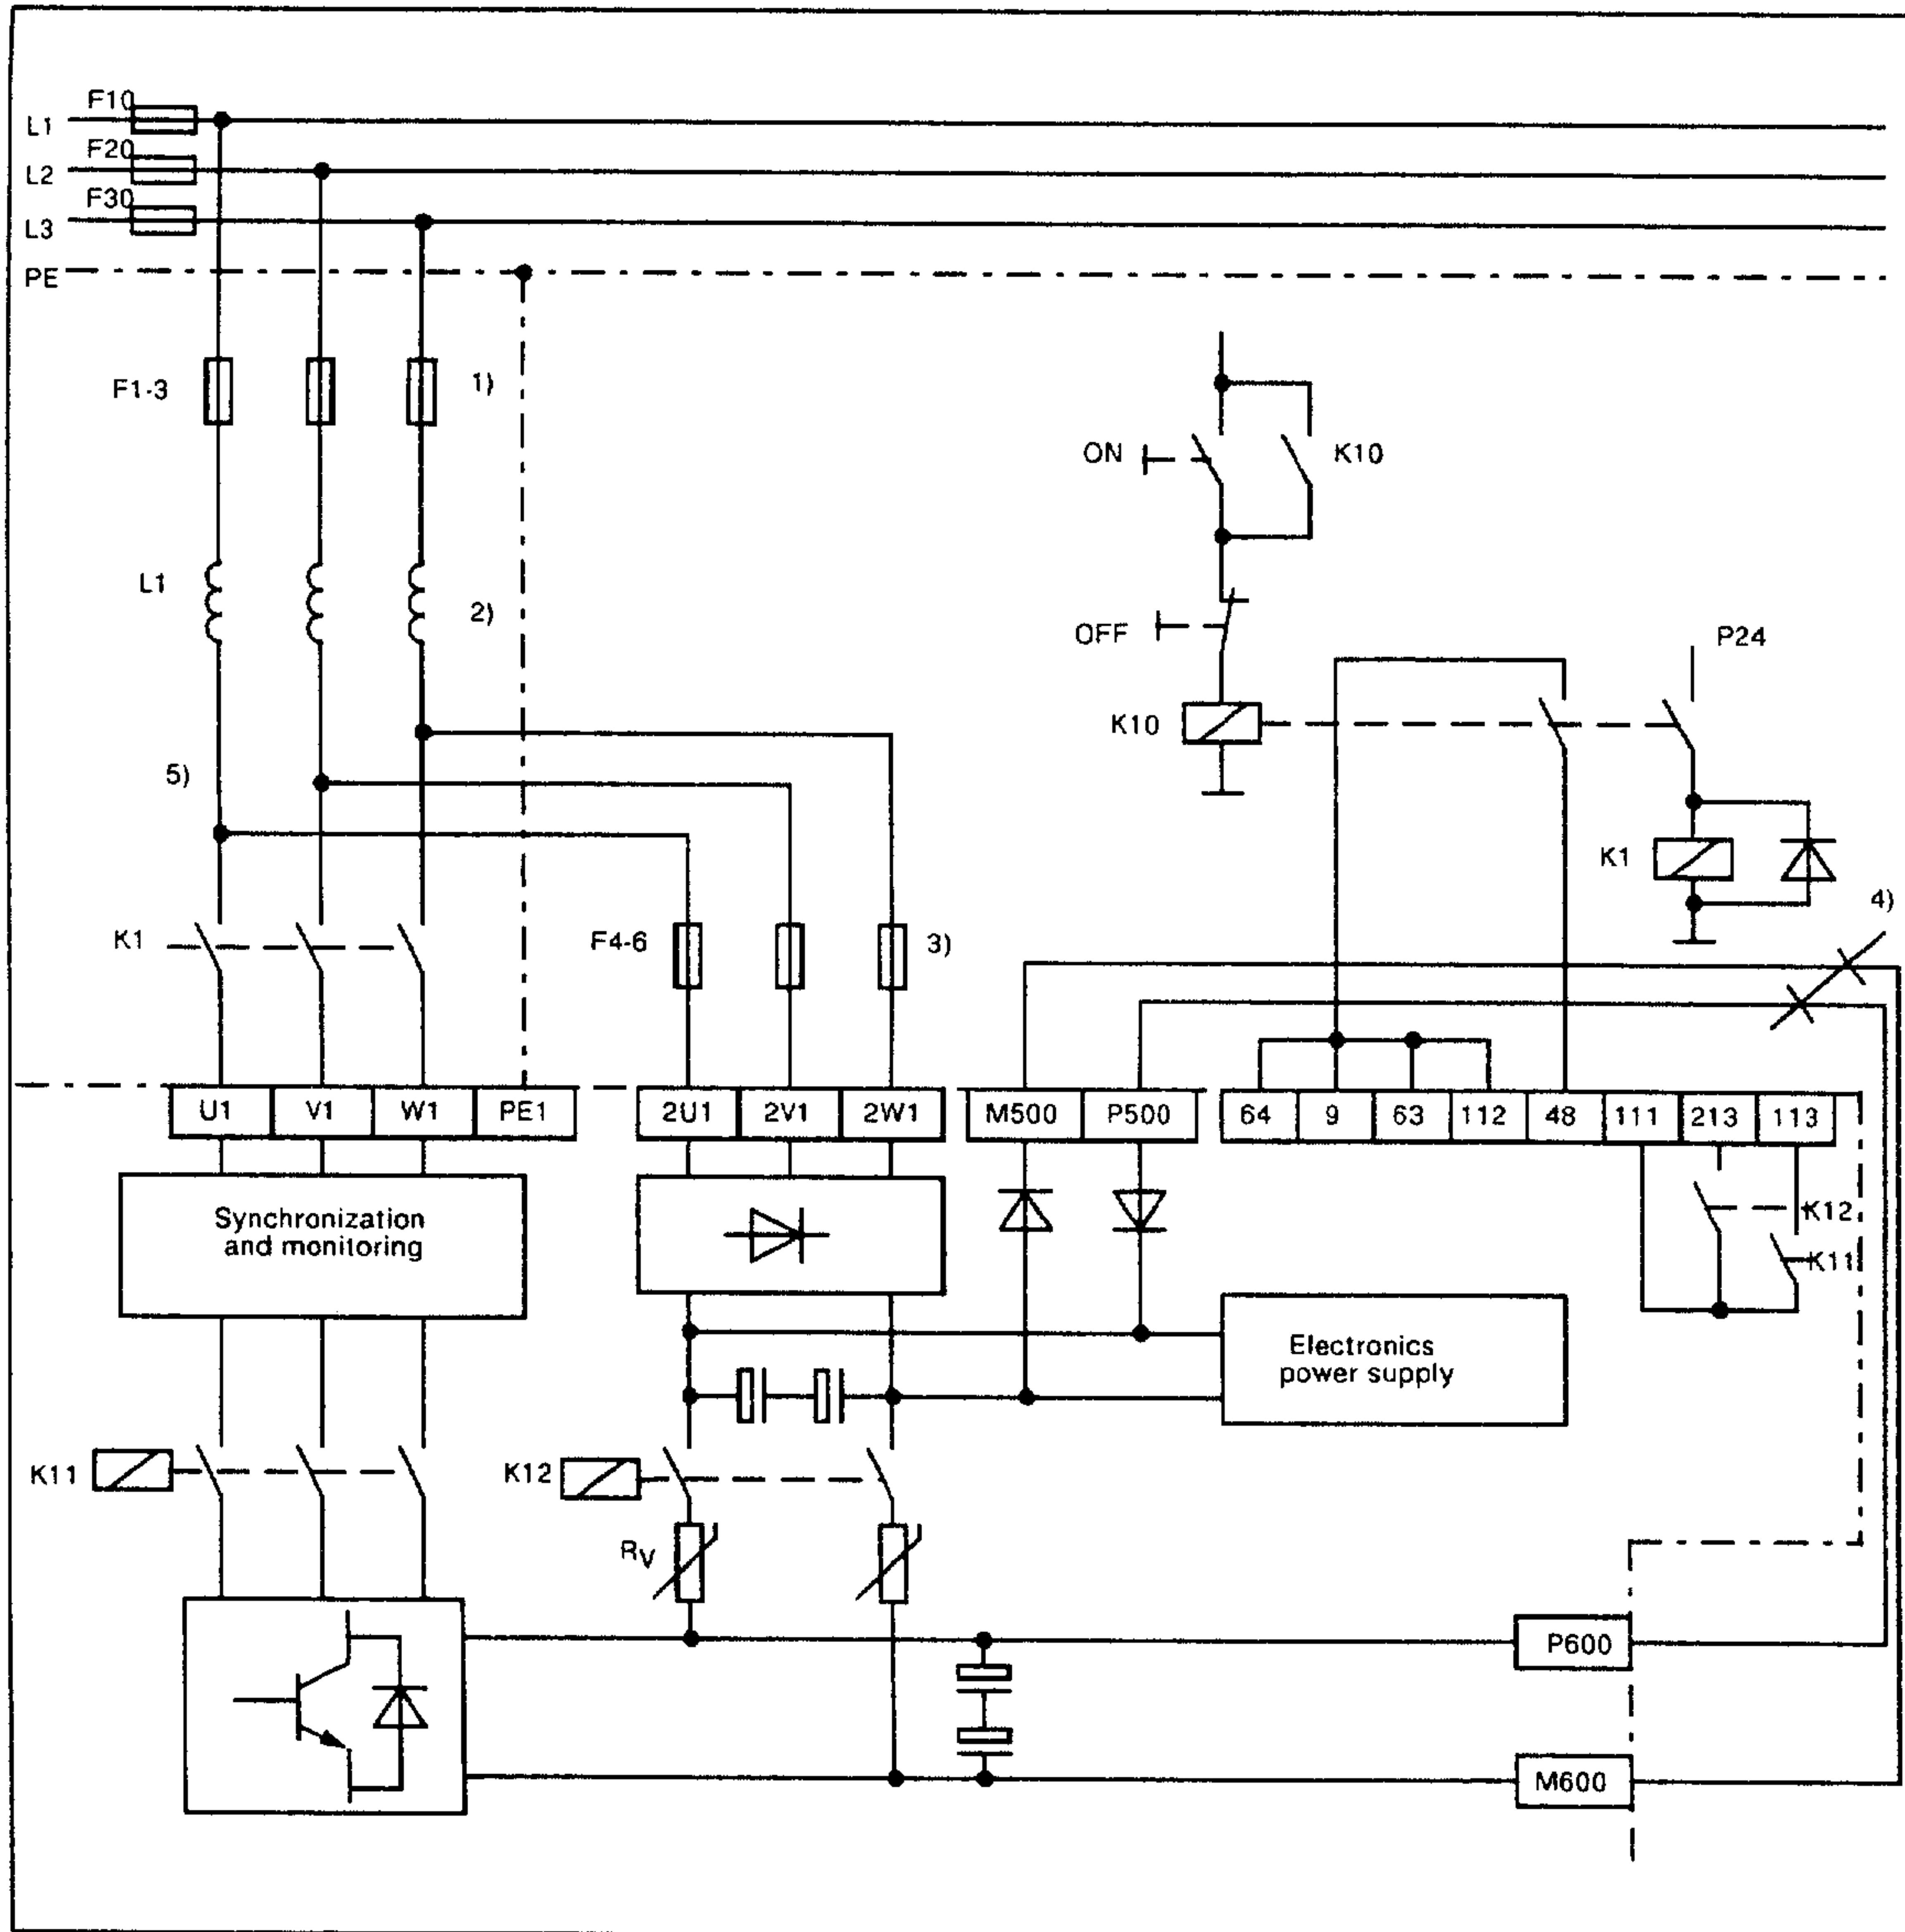 F10
L1
F20
L2
F30
L3
PE
F1-3
1)
ON
K10
L1
2)
OFF
P24
K10
5)
K1
4)
K1
F4-6
3)
U1 V1 W1 PE1 2U1 2V1 2W1 M500 P500 64 9 63 112 48 111 213 113
Synchronization
and monitoring
K12
K11
Electronics
power supply
K11
K12
RV
P600
M600